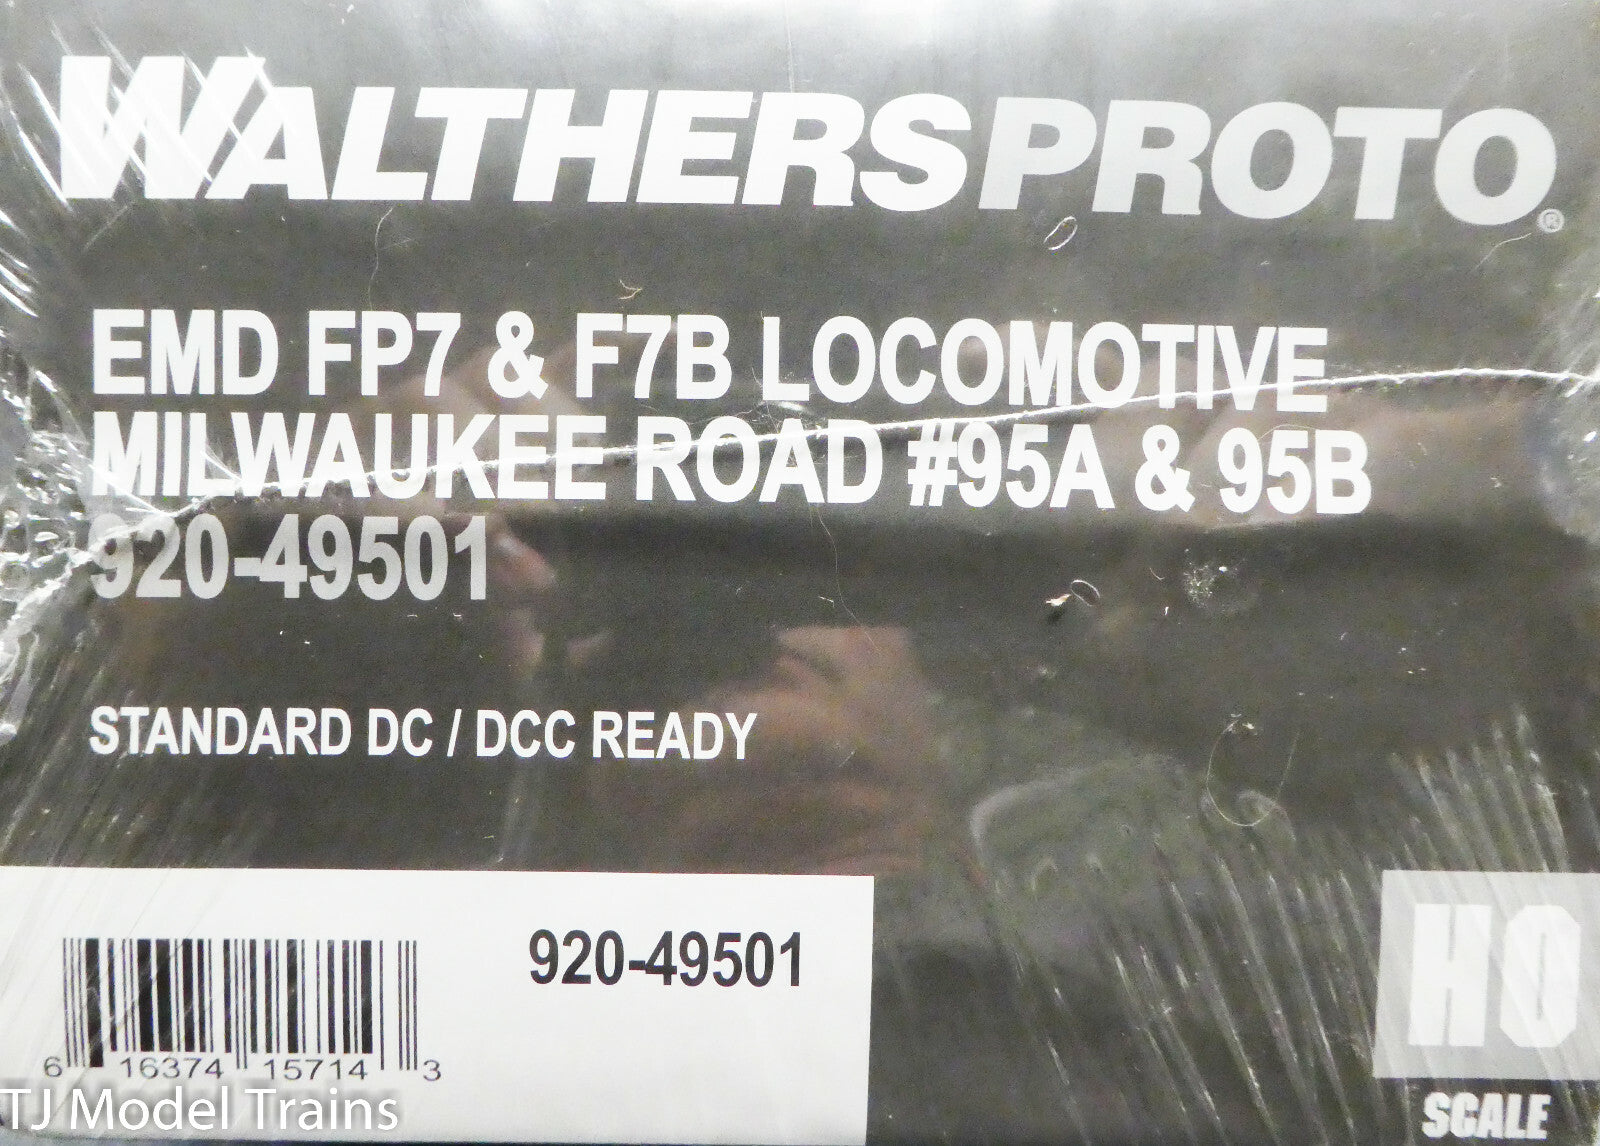 WALTHERSPROTO®
EMD FP7 & F7B LOCOMOTIVE
MILWAUKEE ROAD #95A & 95B
920-49501
STANDARD DC / DCC READY
920-49501
6 16374 15714 3
HO
SCALE
TJ Model Trains